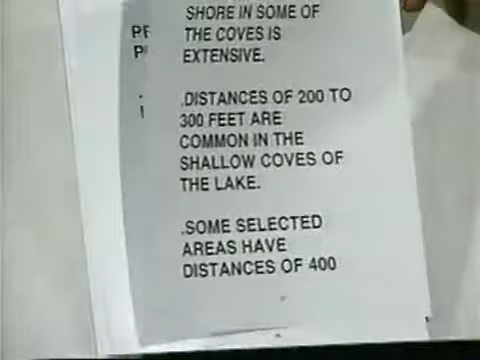 SHORE IN SOME OF
THE COVES IS
EXTENSIVE.
.DISTANCES OF 200 TO
300 FEET ARE
COMMON IN THE
SHALLOW COVES OF
THE LAKE.
.SOME SELECTED
AREAS HAVE
DISTANCES OF 400